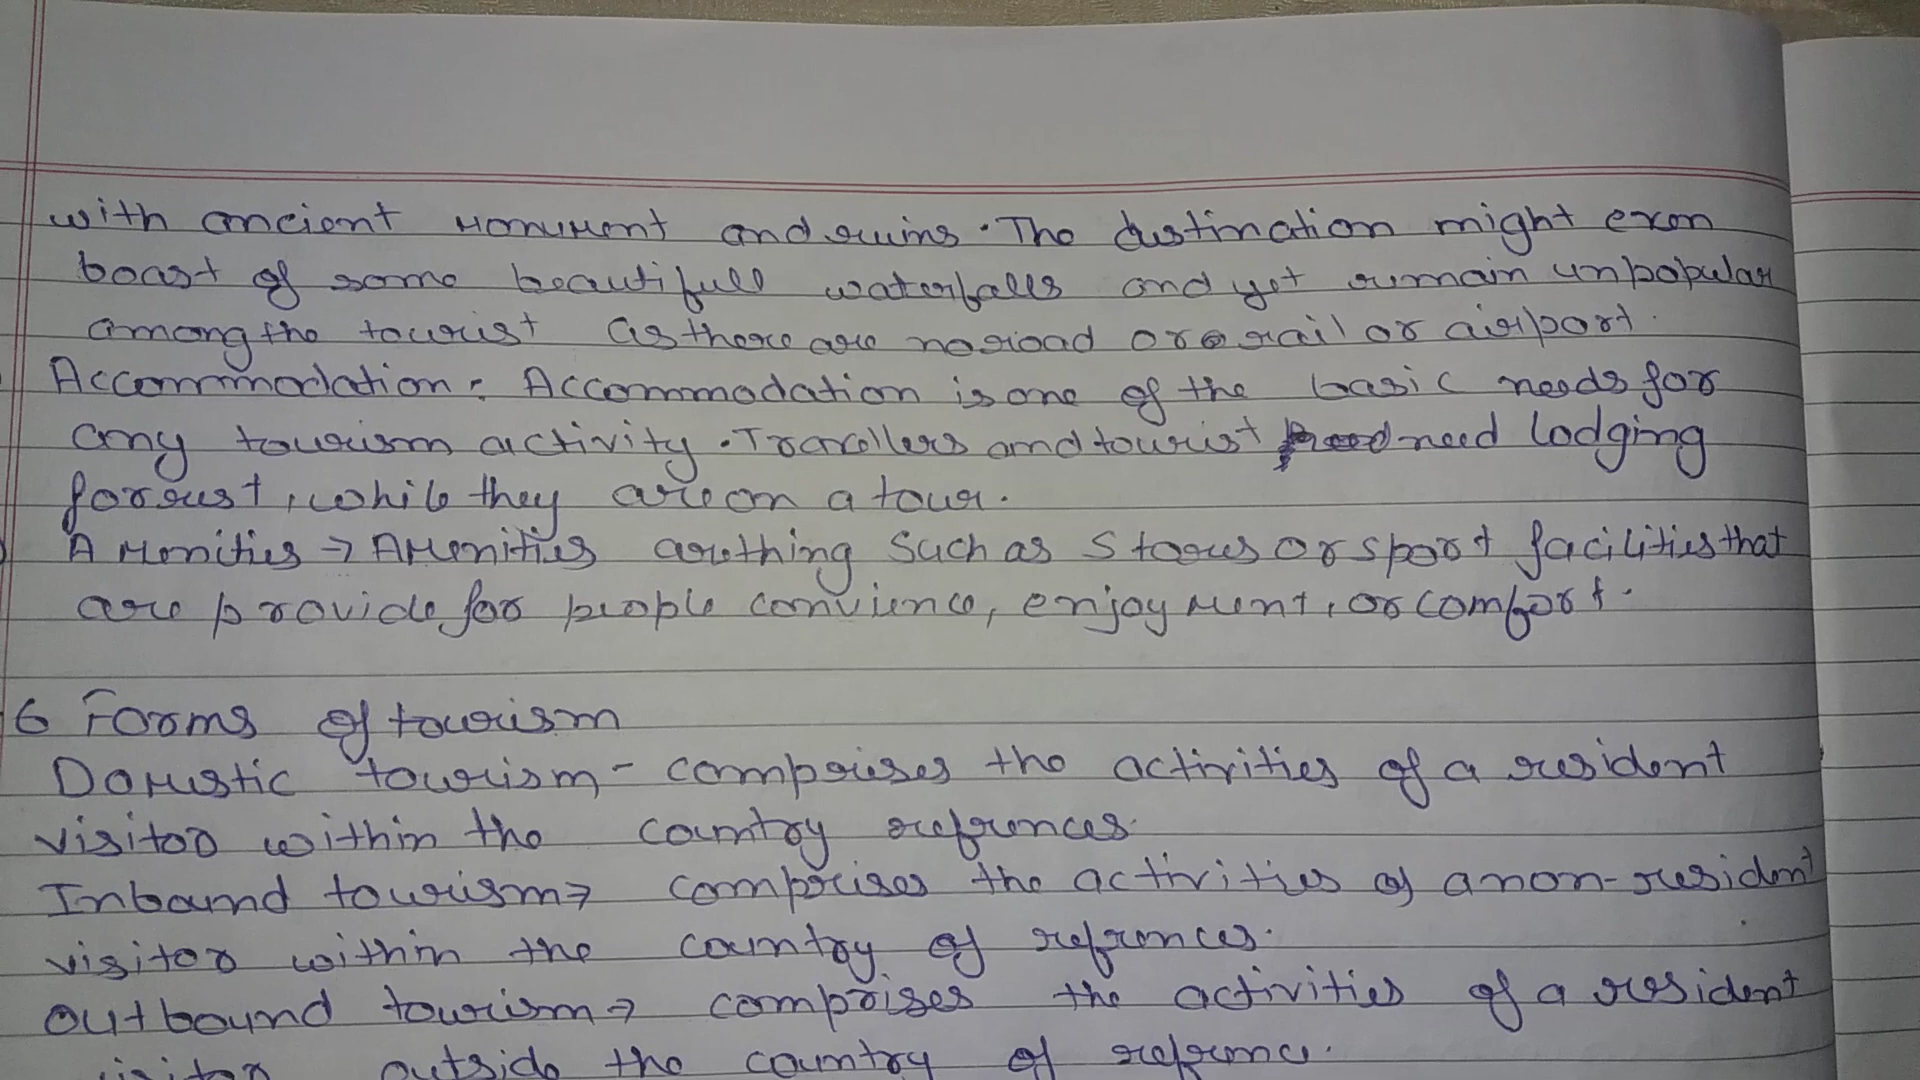 with ancient monument and ruins. The dustination might even
boast of some beautifull waterfalls and yet remain unpopular
among the tourist as there are no road or rail or airport.
Accommodation: Accommodation is one of the basic needs for
any tourism activity. Travellers and tourist need lodging
for rest, while they are on a tour.
Amenities → Amenities are thing such as stores or sport facilities that
are provide for people convience, enjoyment, or comfort.
6 Forms of tourism
Domestic tourism - comprises the activities of a resident
visitor within the country refrences.
Inbound tourism → comprises the activities of a non-resident
visitor within the country of refrences.
Outbound tourism → comprises the activities of a resident
visitor outside the country of refrence.